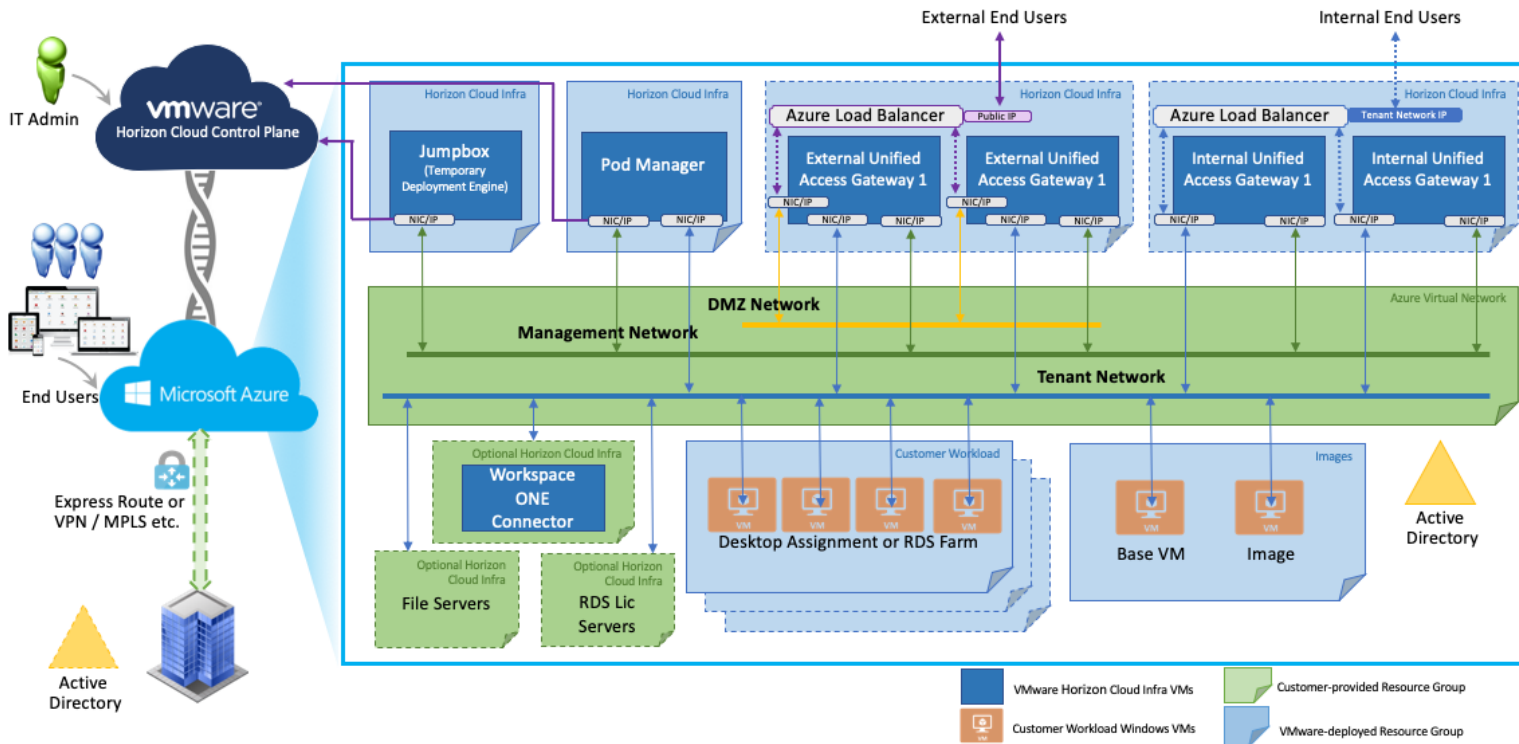 External End Users
Internal End Users
IT Admin
vmware®
Horizon Cloud Control Plane
Horizon Cloud Infra
Jumpbox
(Temporary
Deployment Engine)
NIC/IP
Horizon Cloud Infra
Pod Manager
NIC/IP
NIC/IP
Horizon Cloud Infra
Azure Load Balancer
Public IP
External Unified
Access Gateway 1
External Unified
Access Gateway 1
NIC/IP
NIC/IP
NIC/IP
NIC/IP
NIC/IP
NIC/IP
Horizon Cloud Infra
Azure Load Balancer
Tenant Network IP
Internal Unified
Access Gateway 1
Internal Unified
Access Gateway 1
NIC/IP
NIC/IP
NIC/IP
NIC/IP
Azure Virtual Network
DMZ Network
Management Network
Tenant Network
End Users
Microsoft Azure
Express Route or
VPN / MPLS etc.
Active
Directory
Optional Horizon Cloud Infra
Workspace
ONE
Connector
Optional Horizon
Cloud Infra
File Servers
Optional Horizon
Cloud Infra
RDS Lic
Servers
Customer Workload
VM
VM
VM
VM
Desktop Assignment or RDS Farm
Images
VM
VM
Base VM
Image
Active
Directory
VMware Horizon Cloud Infra VMs
Customer-provided Resource Group
VM
Customer Workload Windows VMs
VMware-deployed Resource Group